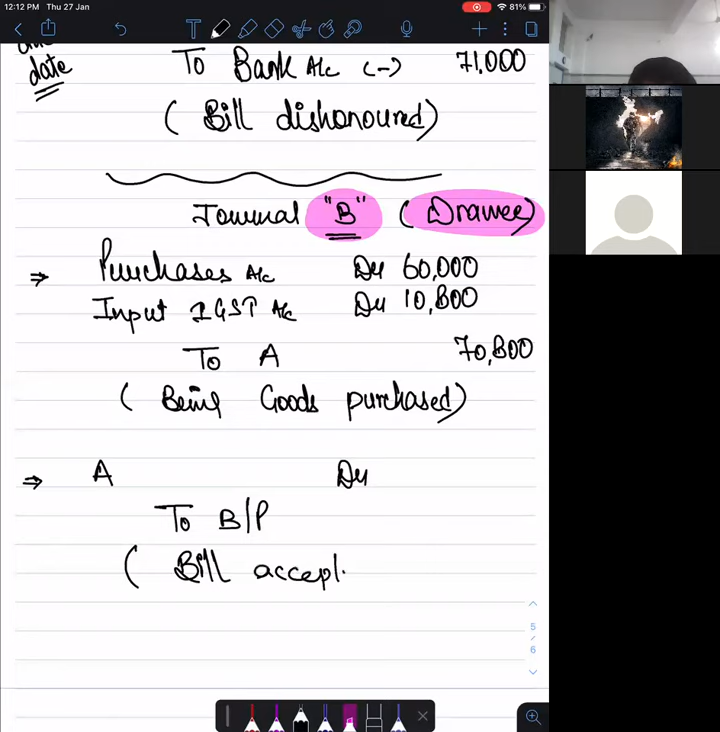 12:12 PM Thu 27 Jan
81%
date To Bank A/c (-) 71,000
( Bill dishonoured)
Journal "B" (Drawee)
⇒ Purchases A/c Dr 60,000
Input IGST A/c Dr 10,800
To A 70,800
( Being Goods purchased)
⇒ A Dr
To B/P
( Bill accept.
5
/
6